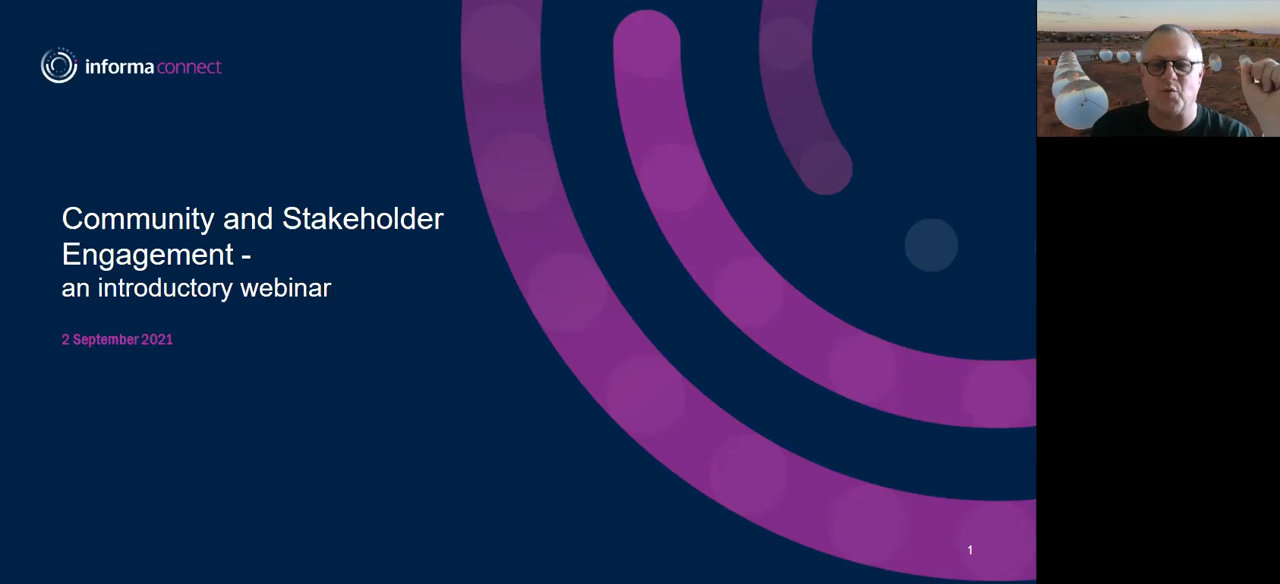 informa connect
Community and Stakeholder
Engagement -
an introductory webinar
2 September 2021
1